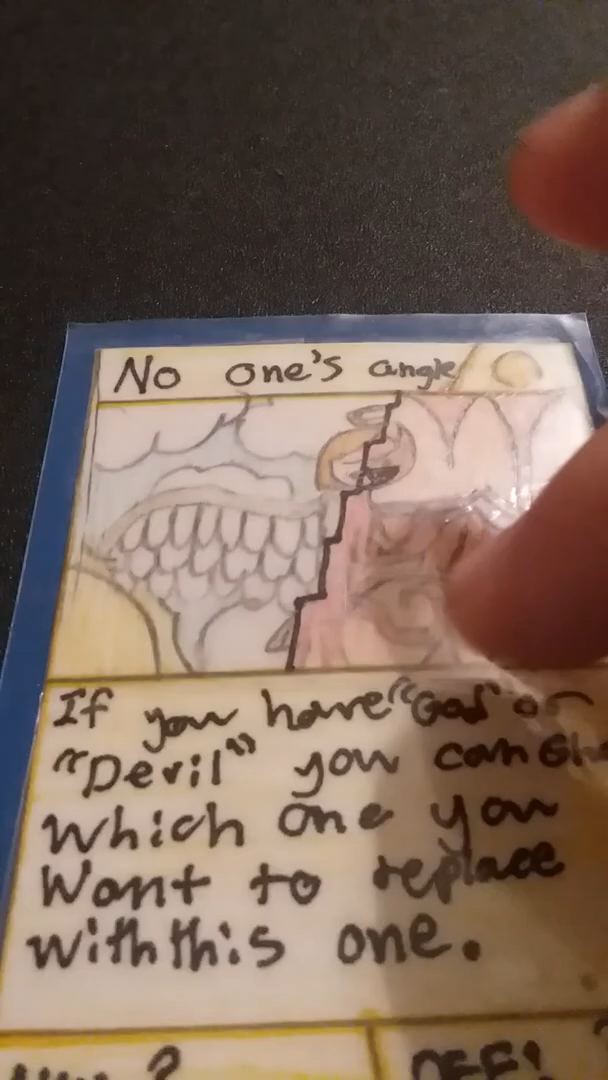 No one's angle
If you have "God" or
"Devil" you can
which one you
want to replace
with this one.